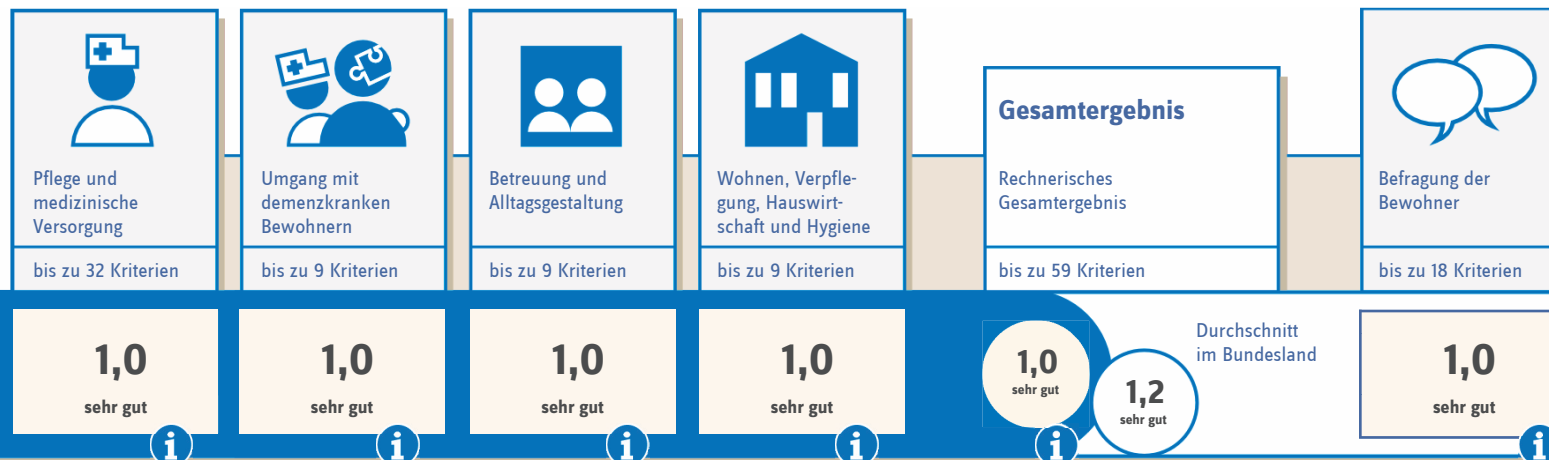 Pflege und
medizinische
Versorgung
bis zu 32 Kriterien
1,0
sehr gut
i
Umgang mit
demenzkranken
Bewohnern
bis zu 9 Kriterien
1,0
sehr gut
i
Betreuung und
Alltagsgestaltung
bis zu 9 Kriterien
1,0
sehr gut
i
Wohnen, Verpfle-
gung, Hauswirt-
schaft und Hygiene
bis zu 9 Kriterien
1,0
sehr gut
i
Gesamtergebnis
Rechnerisches
Gesamtergebnis
bis zu 59 Kriterien
1,0
sehr gut
i
Durchschnitt
im Bundesland
1,2
sehr gut
Befragung der
Bewohner
bis zu 18 Kriterien
1,0
sehr gut
i